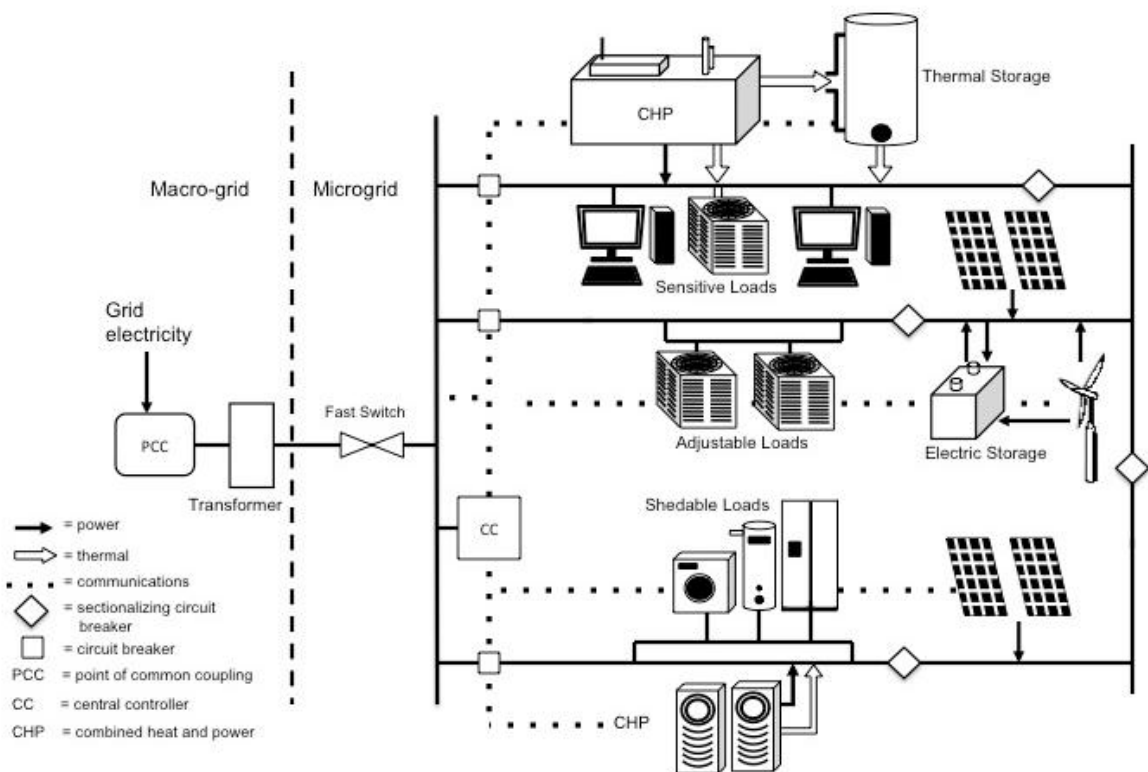 Thermal Storage
CHP
Macro-grid
Microgrid
Sensitive Loads
Grid
electricity
Fast Switch
PCC
Adjustable Loads
Electric Storage
Transformer
Shedable Loads
CC
= power
= thermal
= communications
= sectionalizing circuit
breaker
= circuit breaker
PCC = point of common coupling
CC = central controller
CHP = combined heat and power
CHP